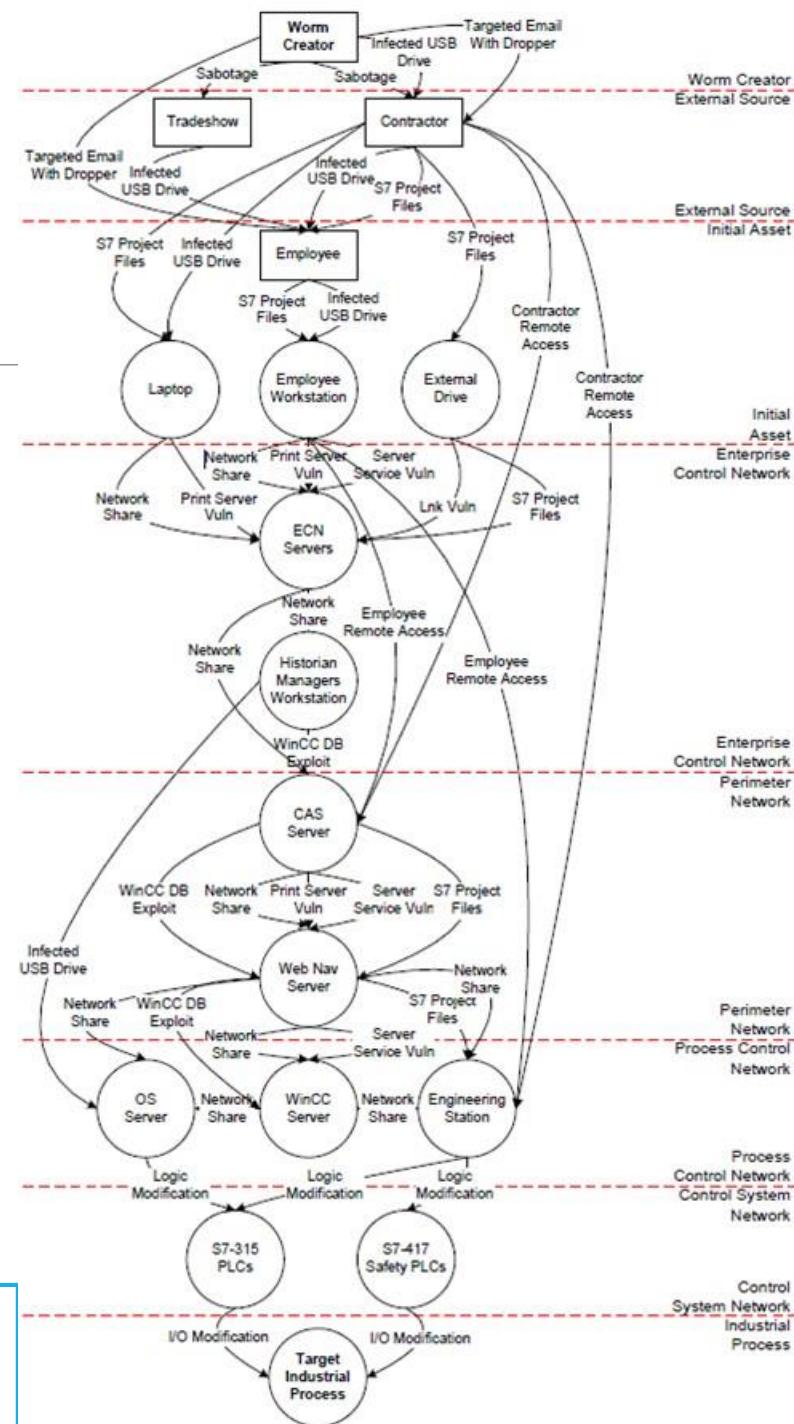 Worm
Creator
Targeted Email
With Dropper
Infected USB
Drive
Sabotage
Sabotage
Worm Creator
External Source
Tradeshow
Contractor
Targeted Email
With Dropper
Infected
USB Drive
Infected
USB Drive
S7 Project
Files
External Source
Initial Asset
S7 Project
Files
Infected
USB Drive
Employee
S7 Project
Files
S7 Project
Files
Infected
USB Drive
Contractor
Remote
Access
Contractor
Remote
Access
Laptop
Employee
Workstation
External
Drive
Initial
Asset
Enterprise
Control Network
Network
Share
Print Server
Vuln
Server
Service Vuln
Network
Share
Print Server
Vuln
Lnk Vuln
S7 Project
Files
ECN
Servers
Network
Share
Employee
Remote Access
Network
Share
Historian
Managers
Workstation
Employee
Remote Access
WinCC DB
Exploit
Enterprise
Control Network
Perimeter
Network
CAS
Server
WinCC DB
Exploit
Network
Share
Print Server
Vuln
Server
Service Vuln
S7 Project
Files
Infected
USB Drive
Web Nav
Server
Network
Share
Network
Share
WinCC DB
Exploit
S7 Project
Files
Network
Share
Server
Service Vuln
Perimeter
Network
Process Control
Network
OS
Server
Network
Share
WinCC
Server
Network
Share
Engineering
Station
Logic
Modification
Logic
Modification
Logic
Modification
Process
Control Network
Control System
Network
S7-315
PLCs
S7-417
Safety PLCs
Control
System Network
Industrial
Process
I/O Modification
I/O Modification
Target
Industrial
Process